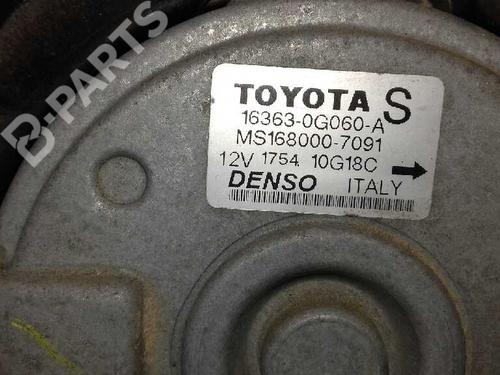 B-PARTS
TOYOTA S
16363-0G060-A
MS168000-7091
12V 1754 10G18C
DENSO ITALY